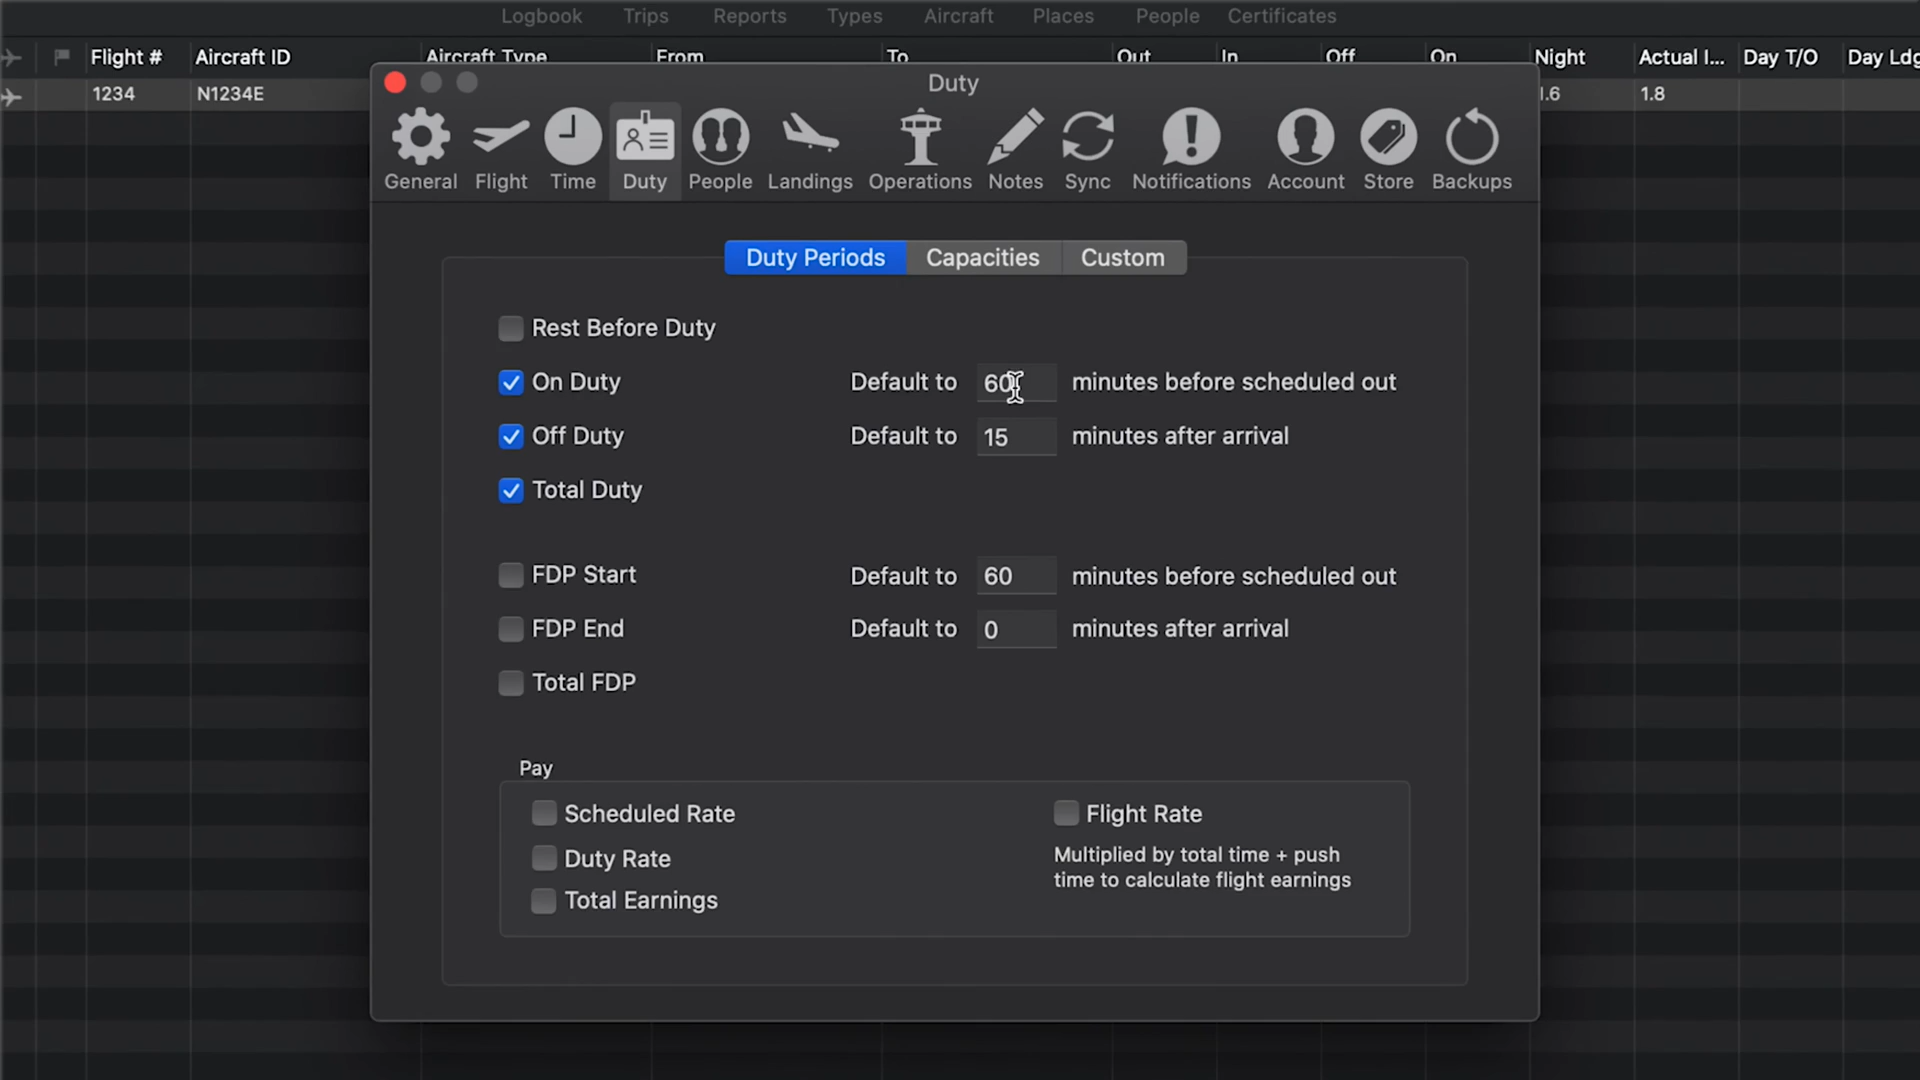 Logbook Trips Reports Types Aircraft Places People Certificates
Flight # Aircraft ID Aircraft Type From To Out In Off On Night Actual I... Day T/O Day Ldg
1234 N1234E 1.6 1.8
Duty
General Flight Time Duty People Landings Operations Notes Sync Notifications Account Store Backups
Duty Periods Capacities Custom
Rest Before Duty
On Duty Default to 60 minutes before scheduled out
Off Duty Default to 15 minutes after arrival
Total Duty
FDP Start Default to 60 minutes before scheduled out
FDP End Default to 0 minutes after arrival
Total FDP
Pay
Scheduled Rate Flight Rate
Duty Rate Multiplied by total time + push
time to calculate flight earnings
Total Earnings